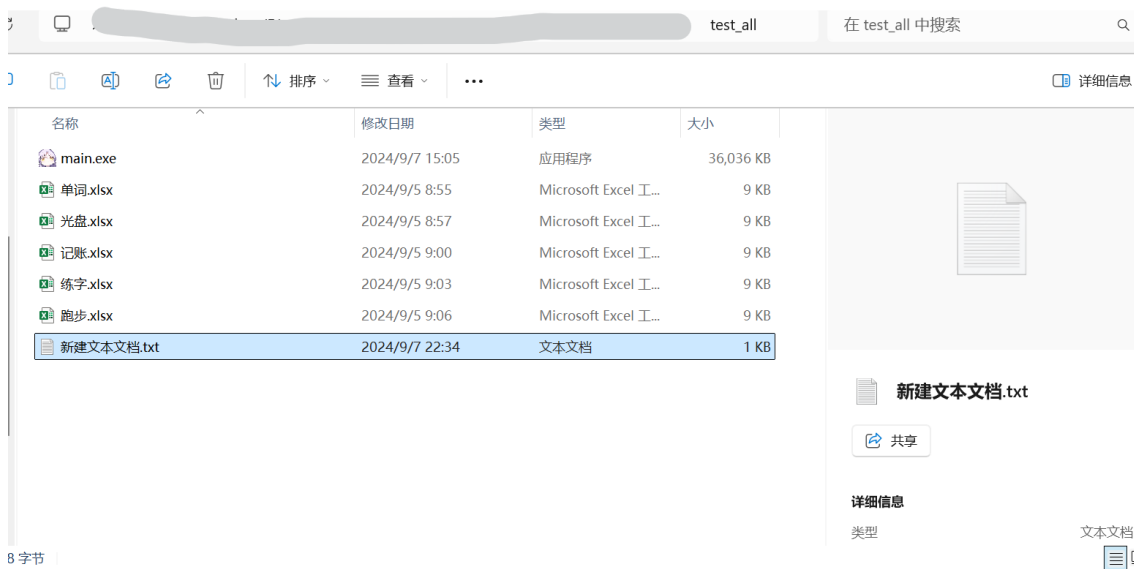 test_all
在 test_all 中搜索
排序
查看
详细信息
名称 修改日期 类型 大小
main.exe 2024/9/7 15:05 应用程序 36,036 KB
单词.xlsx 2024/9/5 8:55 Microsoft Excel 工... 9 KB
光盘.xlsx 2024/9/5 8:57 Microsoft Excel 工... 9 KB
记账.xlsx 2024/9/5 9:00 Microsoft Excel 工... 9 KB
练字.xlsx 2024/9/5 9:03 Microsoft Excel 工... 9 KB
跑步.xlsx 2024/9/5 9:06 Microsoft Excel 工... 9 KB
新建文本文档.txt 2024/9/7 22:34 文本文档 1 KB
新建文本文档.txt
共享
详细信息
类型 文本文档
8 字节